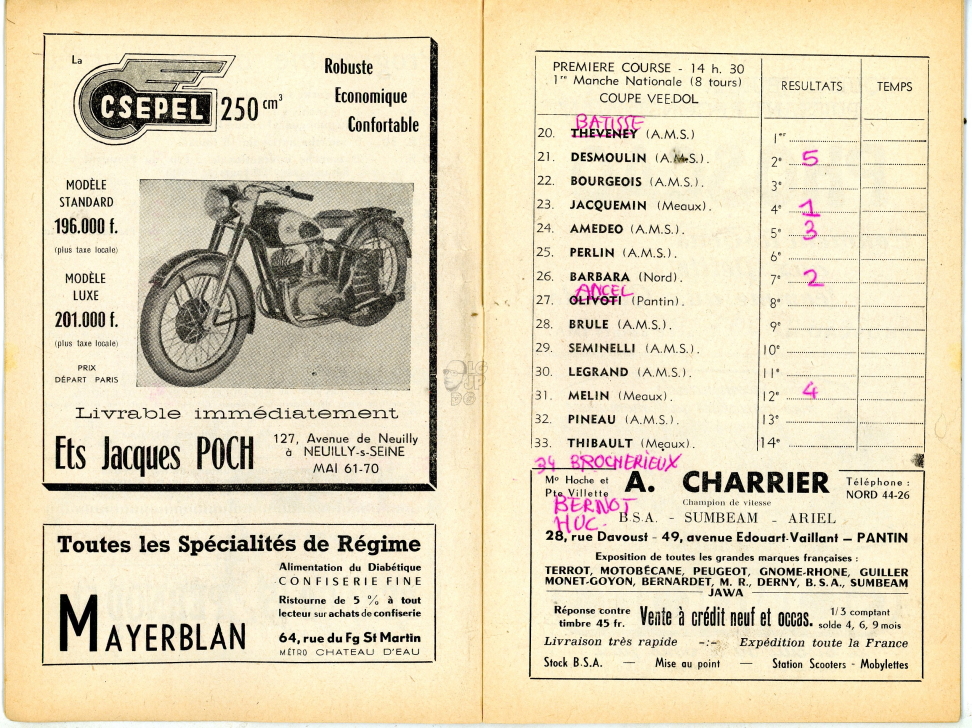 La
CSEPEL 250 cm³
Robuste
Economique
Confortable
MODÈLE
STANDARD
196.000 f.
(plus taxe locale)
MODÈLE
LUXE
201.000 f.
(plus taxe locale)
PRIX
DÉPART PARIS
Livrable immédiatement
Ets Jacques POCH
127, Avenue de Neuilly
à NEUILLY-s-SEINE
MAI 61-70
Toutes les Spécialités de Régime
Alimentation du Diabétique
CONFISERIE FINE
Ristourne de 5 % à tout
lecteur sur achats de confiserie
MAYERBLAN
64, rue du Fg St Martin
MÉTRO CHATEAU D'EAU
PREMIERE COURSE - 14 h. 30
1re Manche Nationale (8 tours)
COUPE VEEDOL
RESULTATS
TEMPS
BATISSE
20. THEVENEY (A.M.S.) 1er
21. DESMOULIN (A.M.S.). 2e 5
22. BOURGEOIS (A.M.S.). 3e
23. JACQUEMIN (Meaux). 4e 1
24. AMEDEO (A.M.S.). 5e 3
25. PERLIN (A.M.S.). 6e
26. BARBARA (Nord). 7e 2
ANCEL
27. OLIVOTI (Pantin). 8e
28. BRULE (A.M.S.). 9e
29. SEMINELLI (A.M.S.). 10e
30. LEGRAND (A.M.S.). 11e
31. MELIN (Meaux). 12e 4
32. PINEAU (A.M.S.). 13e
33. THIBAULT (Meaux). 14e
34 BROCHERIEUX
BERNOT
HUC.
Mo Hoche et
Pte Villette
A. CHARRIER
Téléphone :
NORD 44-26
Champion de vitesse
B.S.A. - SUMBEAM - ARIEL
28, rue Davoust - 49, avenue Edouart-Vaillant — PANTIN
Exposition de toutes les grandes marques françaises :
TERROT, MOTOBÉCANE, PEUGEOT, GNOME-RHONE, GUILLER
MONET-GOYON, BERNARDET, M. R., DERNY, B.S.A., SUMBEAM
JAWA
Réponse contre
timbre 45 fr.
Vente à crédit neuf et occas.
1/3 comptant
solde 4, 6, 9 mois
Livraison très rapide -:- Expédition toute la France
Stock B.S.A. — Mise au point — Station Scooters - Mobylettes